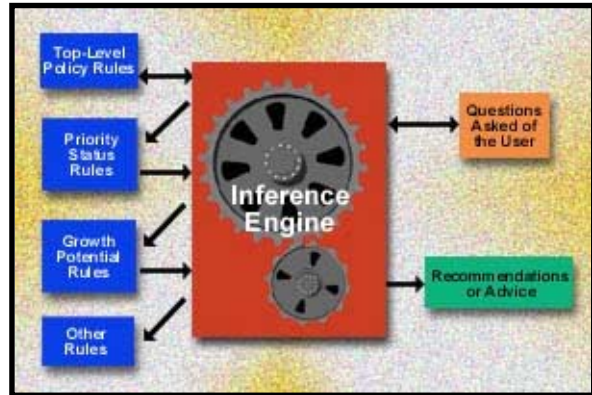 Top-Level
Policy Rules
Priority
Status
Rules
Growth
Potential
Rules
Other
Rules
Inference
Engine
Questions
Asked of
the User
Recommendations
or Advice